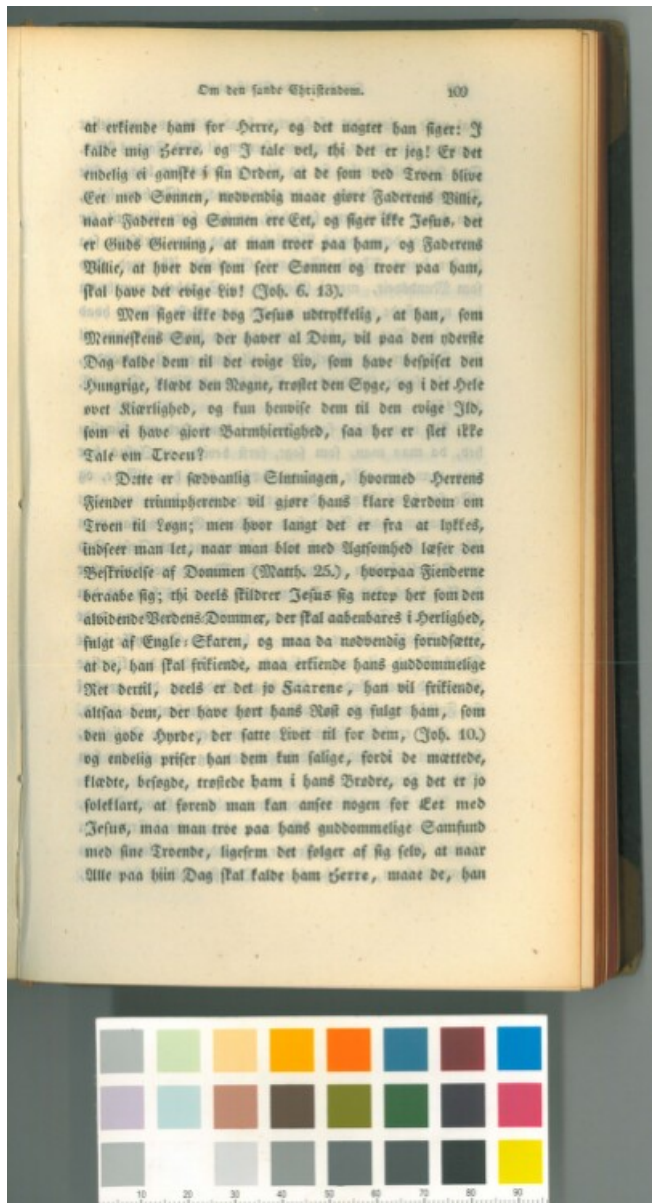 Om den sande Christendom. 109
at erkiende ham for Herre, og det uagtet han siger: I
kalde mig Herre, og I tale vel, thi det er jeg! Er det
endelig ei ganske i sin Orden, at de som ved Troen blive
Eet med Sønnen, nødvendig maae giøre Faderens Villie,
naar Faderen og Sønnen ere Eet, og siger ikke Jesus, det
er Guds Gierning, at man troer paa ham, og Faderens
Villie, at hver den som seer Sønnen og troer paa ham,
skal have det evige Liv! (Joh. 6. 13).
Men siger ikke dog Jesus udtrykkelig, at han, som
Menneskens Søn, der haver al Dom, vil paa den yderste
Dag kalde dem til det evige Liv, som have bespiset den
Hungrige, klædt den Nøgne, trøstet den Syge, og i det Hele
øvet Kiærlighed, og kun henvise dem til den evige Ild,
som ei have giort Barmhiertighed, saa her er slet ikke
Tale om Troen?
Dette er sædvanlig Slutningen, hvormed Herrens
Fiender triumpherende vil gjøre hans klare Lærdom om
Troen til Løgn; men hvor langt det er fra at lykkes,
indseer man let, naar man blot med Agtsomhed læser den
Beskrivelse af Dommen (Matth. 25.), hvorpaa Fienderne
beraabe sig; thi deels skildrer Jesus sig netop her som den
alvidende Verdens-Dommer, der skal aabenbares i Herlighed,
fulgt af Engle-Skaren, og maa da nødvendig forudsætte,
at de, han skal frikiende, maa erkiende hans guddommelige
Ret dertil, deels er det jo Faarene, han vil frikiende,
altsaa dem, der have hørt hans Røst og fulgt ham, som
den gode Hyrde, der satte Livet til for dem, (Joh. 10.)
og endelig priser han dem kun salige, fordi de mættede,
klædte, besøgde, trøstede ham i hans Brødre, og det er jo
soleklart, at førend man kan ansee nogen for Eet med
Jesus, maa man troe paa hans guddommelige Samfund
med sine Troende, ligesem det følger af sig selv, at naar
Alle paa hiin Dag skal kalde ham Herre, maae de, han
10 20 30 40 50 60 70 80 90